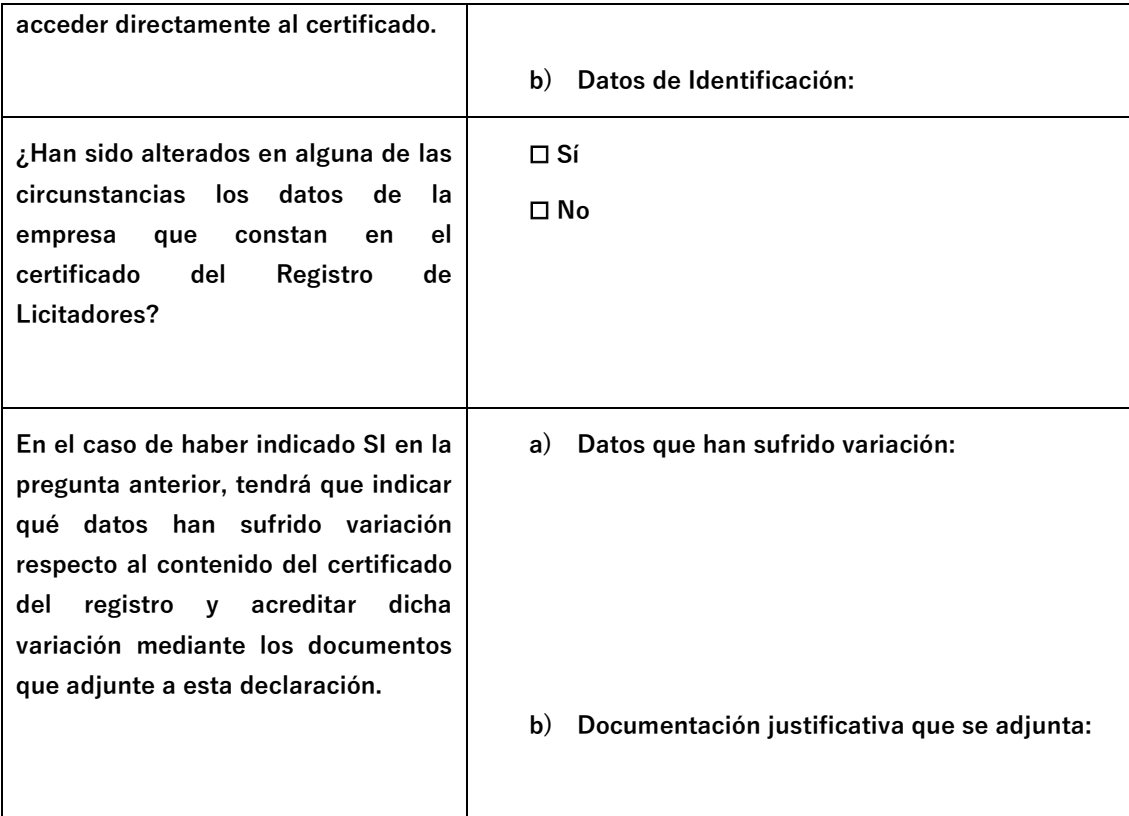 acceder directamente al certificado.
b) Datos de Identificación:
¿Han sido alterados en alguna de las
circunstancias los datos de la
empresa que constan en el
certificado del Registro de
Licitadores?
☐ Sí
☐ No
En el caso de haber indicado SI en la
pregunta anterior, tendrá que indicar
qué datos han sufrido variación
respecto al contenido del certificado
del registro y acreditar dicha
variación mediante los documentos
que adjunte a esta declaración.
a) Datos que han sufrido variación:
b) Documentación justificativa que se adjunta: